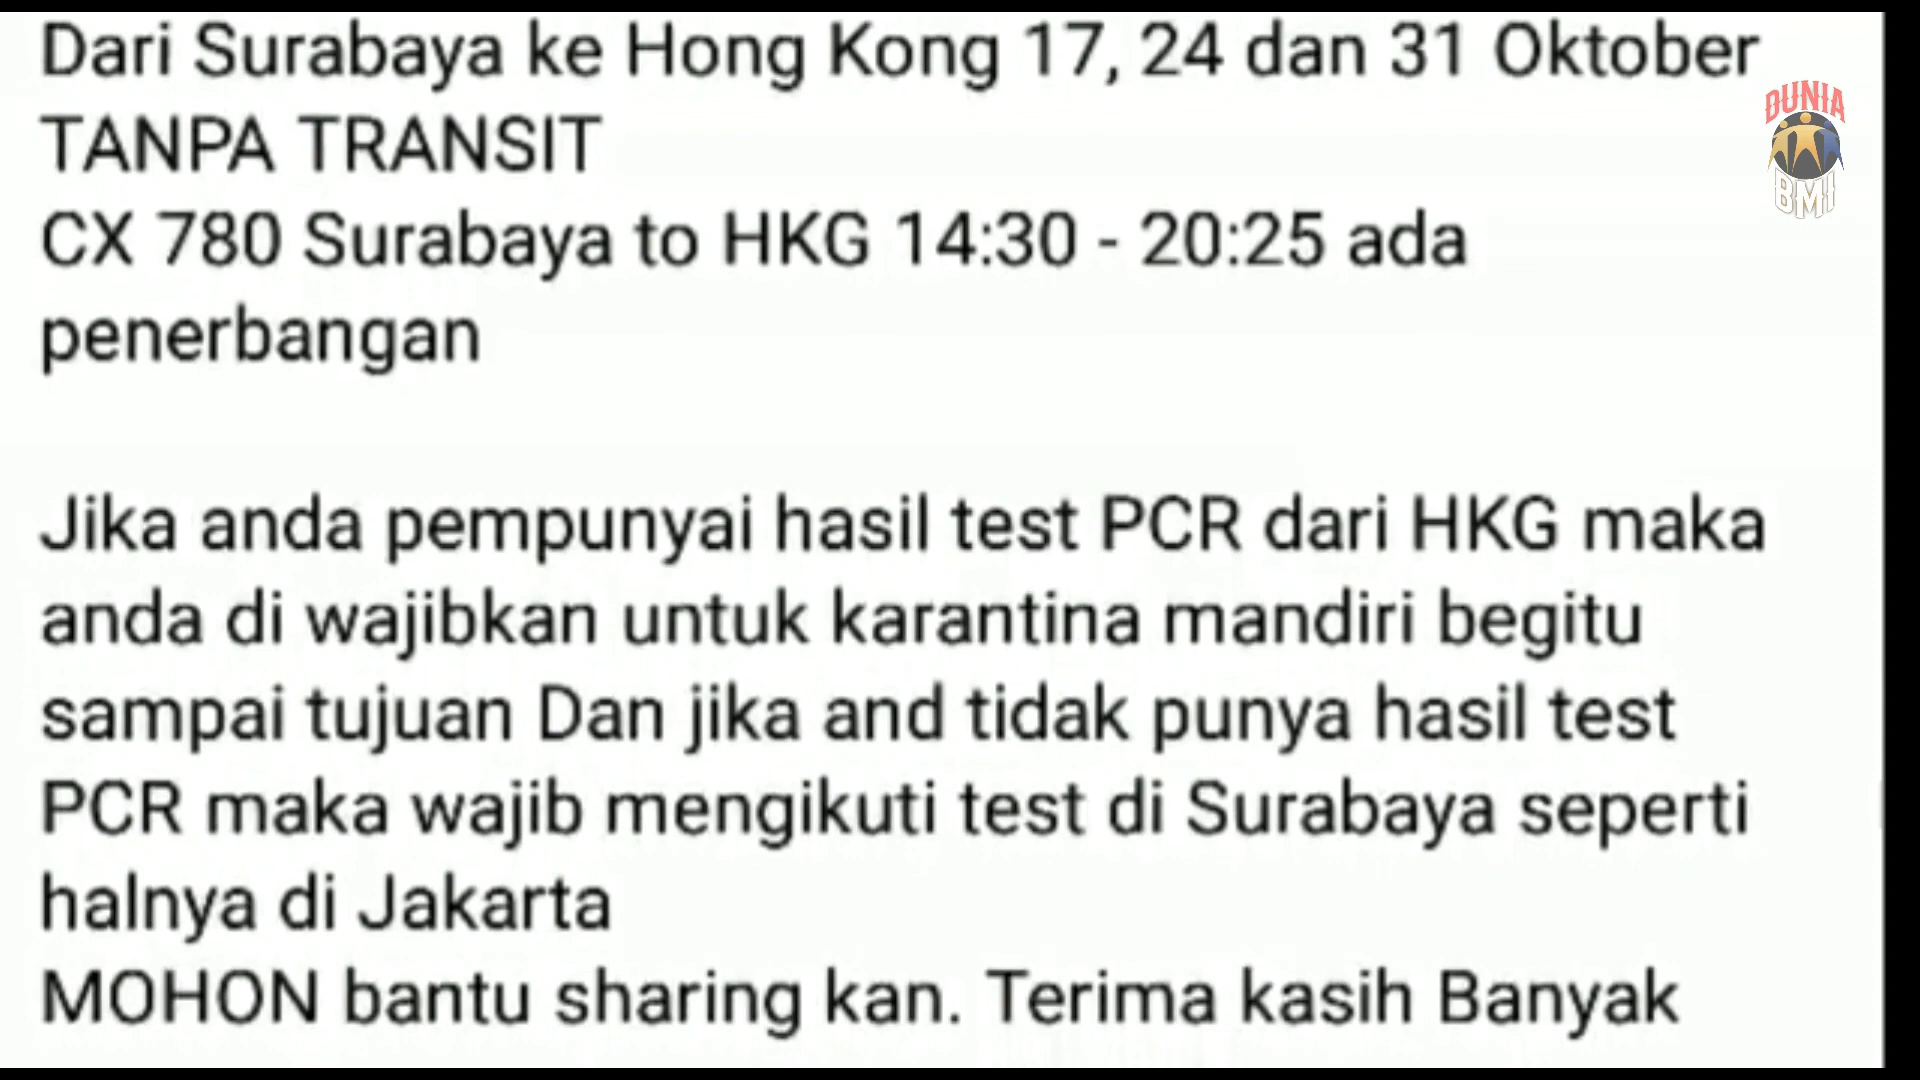 Dari Surabaya ke Hong Kong 17, 24 dan 31 Oktober
TANPA TRANSIT
CX 780 Surabaya to HKG 14:30 - 20:25 ada
penerbangan
Jika anda pempunyai hasil test PCR dari HKG maka
anda di wajibkan untuk karantina mandiri begitu
sampai tujuan Dan jika and tidak punya hasil test
PCR maka wajib mengikuti test di Surabaya seperti
halnya di Jakarta
MOHON bantu sharing kan. Terima kasih Banyak
DUNIA
BMI